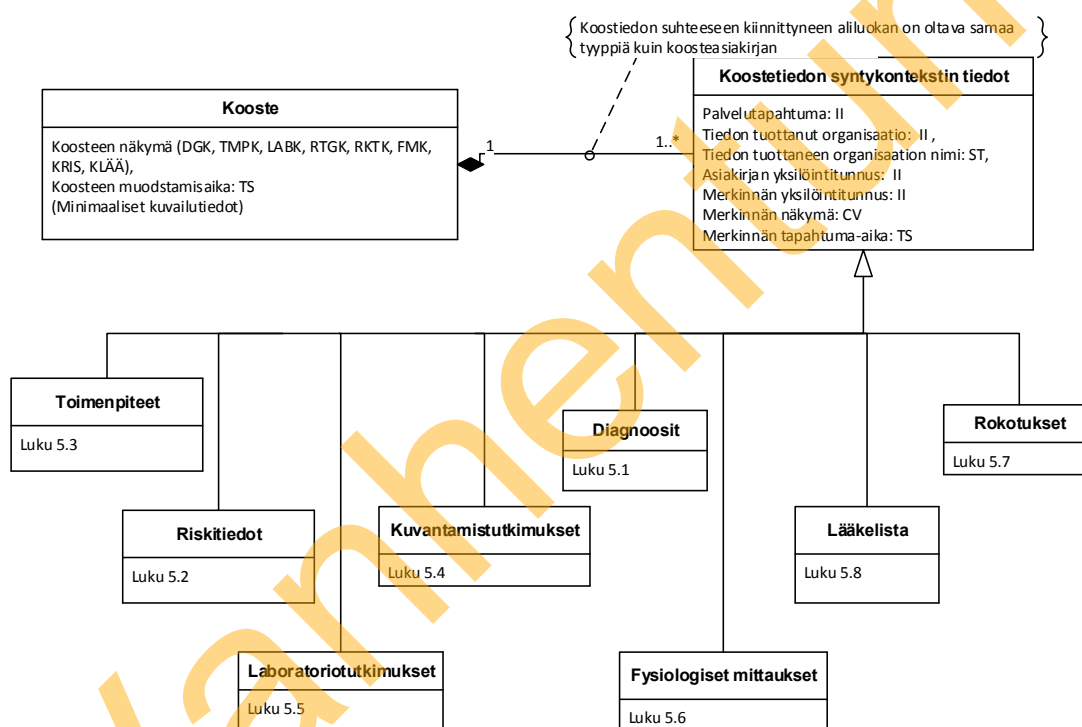 Koostiedon suhteeseen kiinnittyneen aliluokan on oltava samaa
tyyppiä kuin koosteasiakirjan
Kooste
Koosteen näkymä (DGK, TMPK, LABK, RTGK, RKTK, FMK,
KRIS, KLÄÄ),
Koosteen muodostamisaika: TS
(Minimaaliset kuvailutiedot)
1
1..*
Koostetiedon syntykontekstin tiedot
Palvelutapahtuma: II
Tiedon tuottanut organisaatio: II ,
Tiedon tuottaneen organisaation nimi: ST,
Asiakirjan yksilöintitunnus: II
Merkinnän yksilöintitunnus: II
Merkinnän näkymä: CV
Merkinnän tapahtuma-aika: TS
Toimenpiteet
Luku 5.3
Riskitiedot
Luku 5.2
Laboratoriotutkimukset
Luku 5.5
Kuvantamistutkimukset
Luku 5.4
Diagnoosit
Luku 5.1
Fysiologiset mittaukset
Luku 5.6
Lääkelista
Luku 5.8
Rokotukset
Luku 5.7
Vanhentun